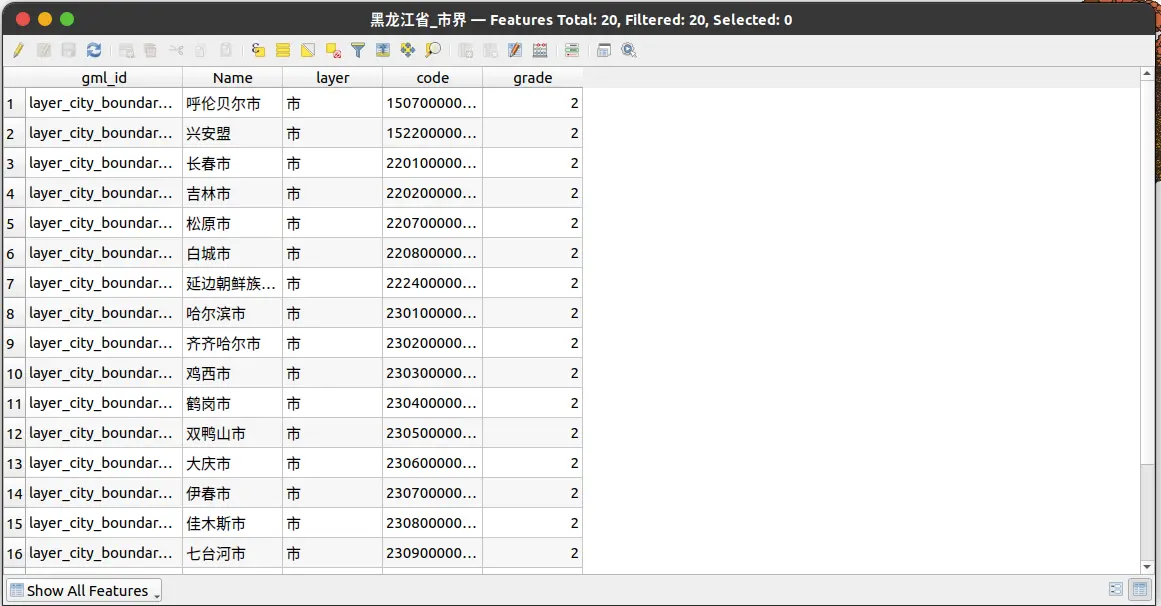 黑龙江省_市界 — Features Total: 20, Filtered: 20, Selected: 0
gml_id Name layer code grade
1 layer_city_boundar... 呼伦贝尔市 市 150700000... 2
2 layer_city_boundar... 兴安盟 市 152200000... 2
3 layer_city_boundar... 长春市 市 220100000... 2
4 layer_city_boundar... 吉林市 市 220200000... 2
5 layer_city_boundar... 松原市 市 220700000... 2
6 layer_city_boundar... 白城市 市 220800000... 2
7 layer_city_boundar... 延边朝鲜族... 市 222400000... 2
8 layer_city_boundar... 哈尔滨市 市 230100000... 2
9 layer_city_boundar... 齐齐哈尔市 市 230200000... 2
10 layer_city_boundar... 鸡西市 市 230300000... 2
11 layer_city_boundar... 鹤岗市 市 230400000... 2
12 layer_city_boundar... 双鸭山市 市 230500000... 2
13 layer_city_boundar... 大庆市 市 230600000... 2
14 layer_city_boundar... 伊春市 市 230700000... 2
15 layer_city_boundar... 佳木斯市 市 230800000... 2
16 layer_city_boundar... 七台河市 市 230900000... 2
Show All Features